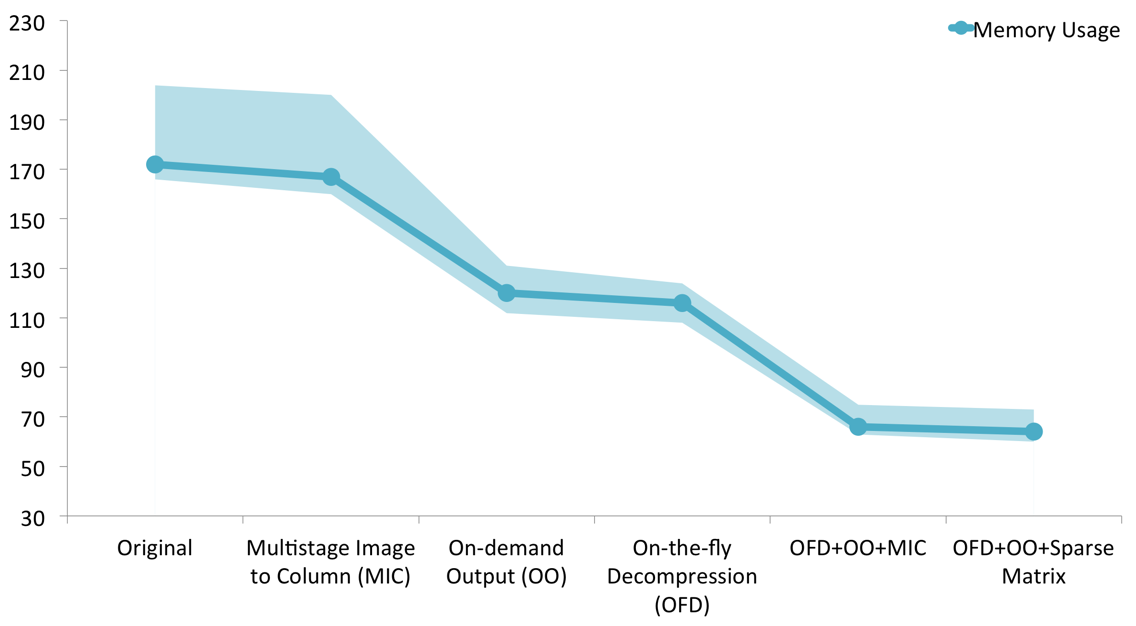 230
Memory Usage
210
190
170
150
130
110
90
70
50
30
Original
Multistage Image
to Column (MIC)
On-demand
Output (OO)
On-the-fly
Decompression
(OFD)
OFD+OO+MIC
OFD+OO+Sparse
Matrix